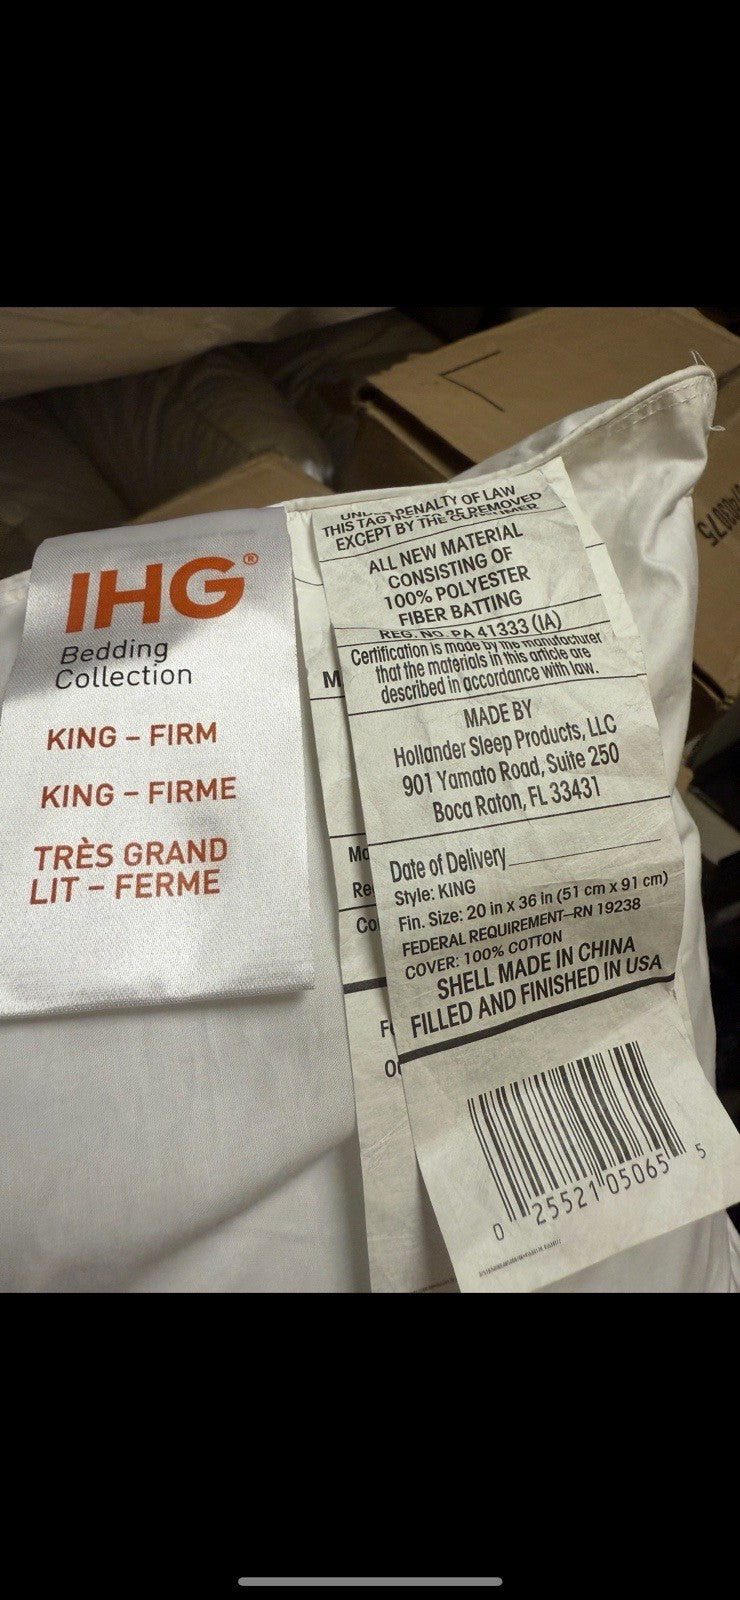 IHG®
Bedding
Collection
KING – FIRM
KING – FIRME
TRÈS GRAND
LIT – FERME
PENALTY OF LAW
THIS TAG REMOVED
EXCEPT BY THE CONSUMER
ALL NEW MATERIAL
CONSISTING OF
100% POLYESTER
FIBER BATTING
REG. NO. PA 41333 (IA)
Certification is made by the manufacturer
that the materials in this article are
described in accordance with law.
MADE BY
Hollander Sleep Products, LLC
901 Yamato Road, Suite 250
Boca Raton, FL 33431
Date of Delivery
Style: KING
Fin. Size: 20 in x 36 in (51 cm x 91 cm)
FEDERAL REQUIREMENT—RN 19238
COVER: 100% COTTON
SHELL MADE IN CHINA
FILLED AND FINISHED IN USA
0 25521 05065 5